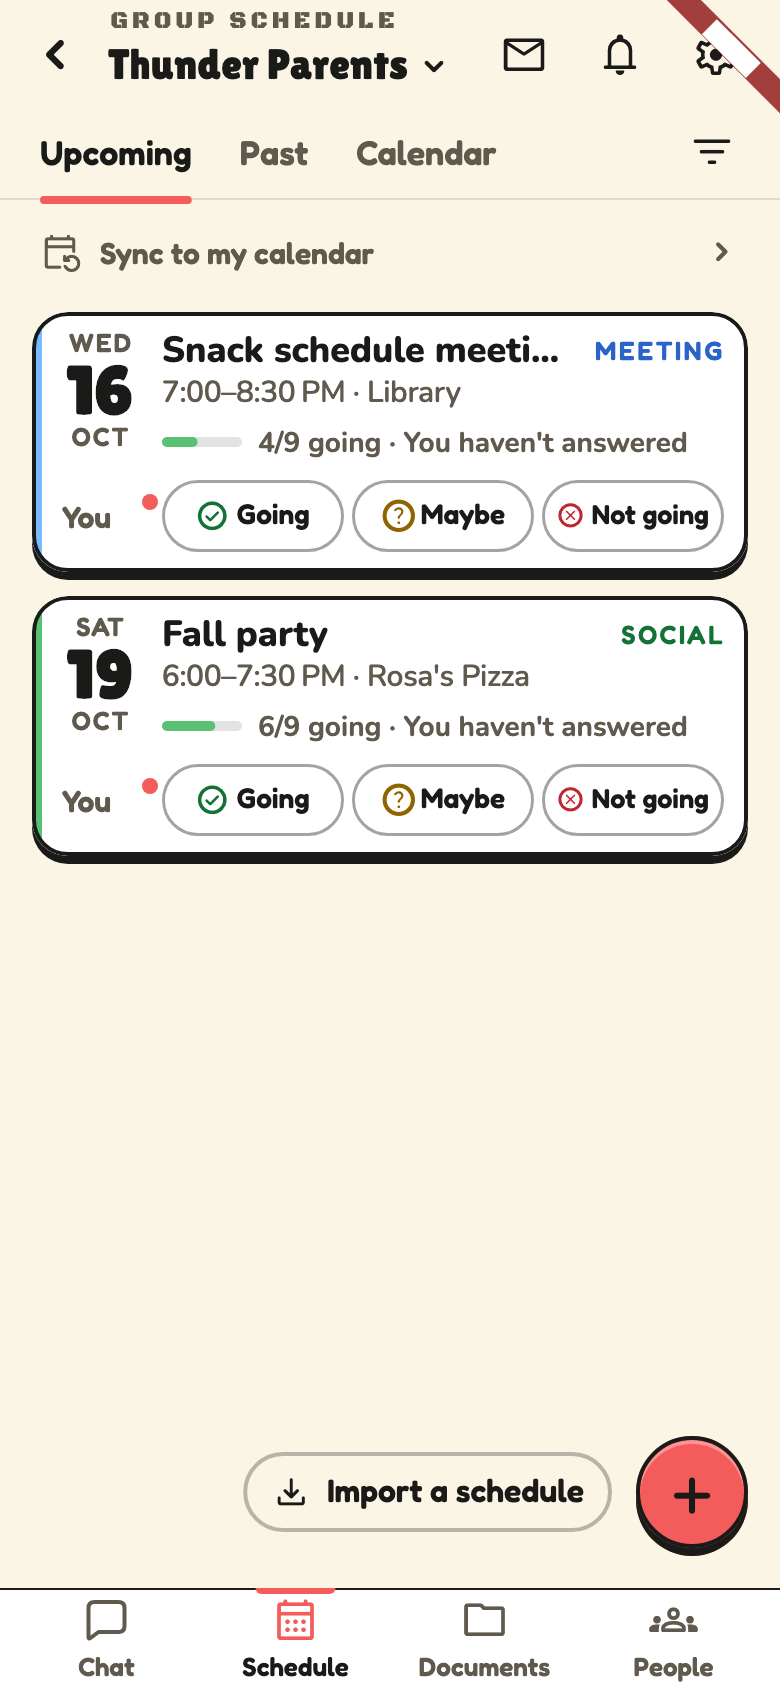 GROUP SCHEDULE
Thunder Parents
Upcoming Past Calendar
Sync to my calendar
WED
16
OCT
Snack schedule meeti... MEETING
7:00–8:30 PM · Library
4/9 going · You haven't answered
You Going Maybe Not going
SAT
19
OCT
Fall party SOCIAL
6:00–7:30 PM · Rosa's Pizza
6/9 going · You haven't answered
You Going Maybe Not going
Import a schedule
Chat Schedule Documents People